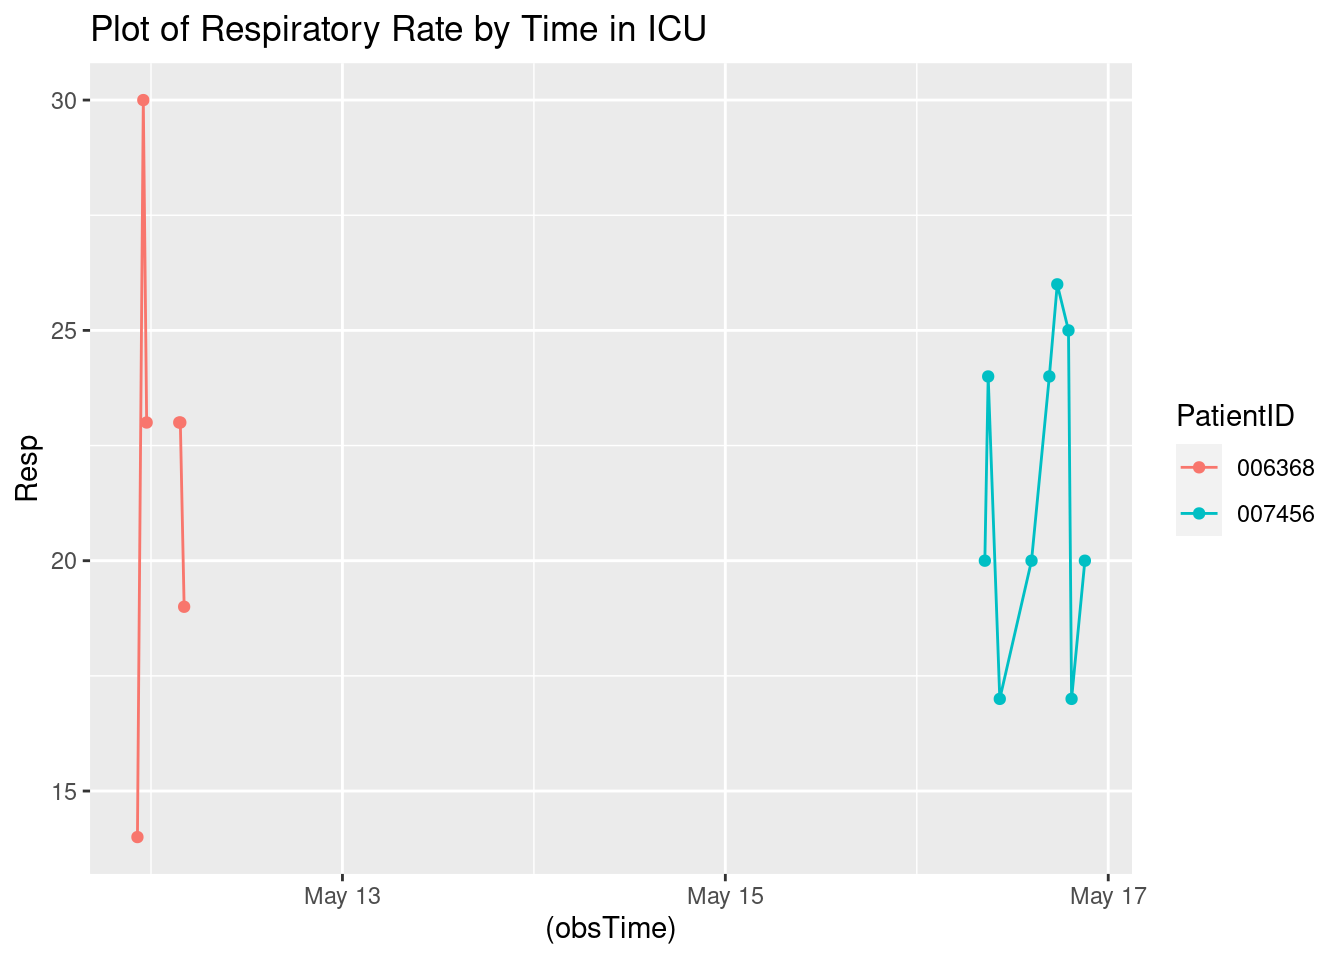 Plot of Respiratory Rate by Time in ICU
30
25
20
15
Resp
May 13
May 15
May 17
(obsTime)
PatientID
006368
007456